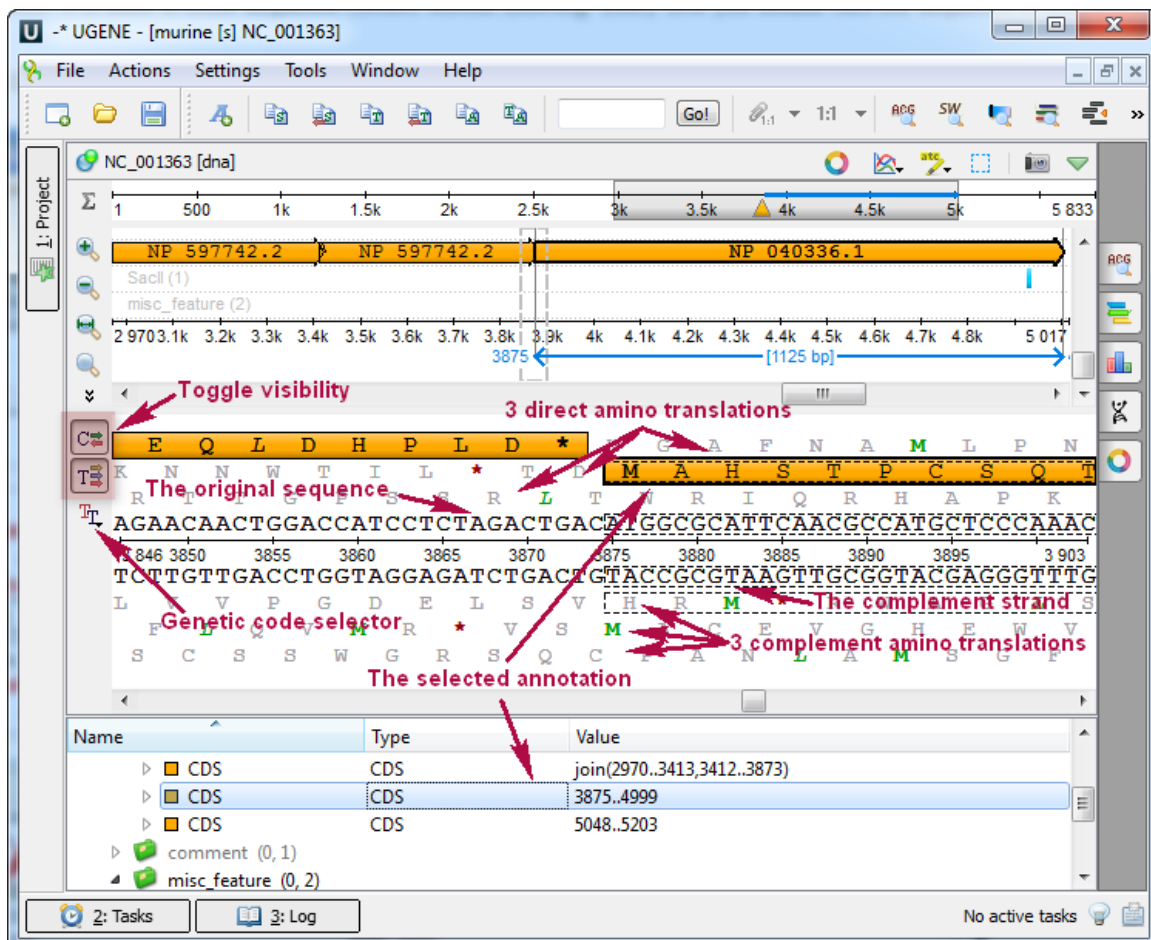 -* UGENE - [murine [s] NC_001363]
File Actions Settings Tools Window Help
Go! 1:1 ACG SW »
1: Project
NC_001363 [dna]
Σ 1 500 1k 1.5k 2k 2.5k 3k 3.5k 4k 4.5k 5k 5 833
NP 597742.2 NP 597742.2 NP 040336.1
SacII (1)
misc_feature (2)
2 970 3.1k 3.2k 3.3k 3.4k 3.5k 3.6k 3.7k 3.8k 3.9k 4k 4.1k 4.2k 4.3k 4.4k 4.5k 4.6k 4.7k 4.8k 5 017
3875 [1125 bp]
Toggle visibility
3 direct amino translations
E Q L D H P L D * G A F N A M L P N
K N N W T I L * T D M A H S T P C S Q T
The original sequence
R L T W R I Q R H A P K
AGAACAACTGGACCATCCTCTAGACTGACATGGCGCATTCAACGCCATGCTCCCAAAC
3 846 3850 3855 3860 3865 3870 3875 3880 3885 3890 3895 3 903
TCTTGTTGACCTGGTAGGAGATCTGACTGTACCGCGTAAGTTGCGGTACGAGGGTTTG
L V V P G D E L S V H R M * The complement strand S
Genetic code selector
F Q V M R * V S M C E V G H E W V
3 complement amino translations
S C S S W G R S Q C P A N L A M S G F
The selected annotation
Name Type Value
CDS CDS join(2970..3413,3412..3873)
CDS CDS 3875..4999
CDS CDS 5048..5203
comment (0, 1)
misc_feature (0, 2)
2: Tasks 3: Log No active tasks